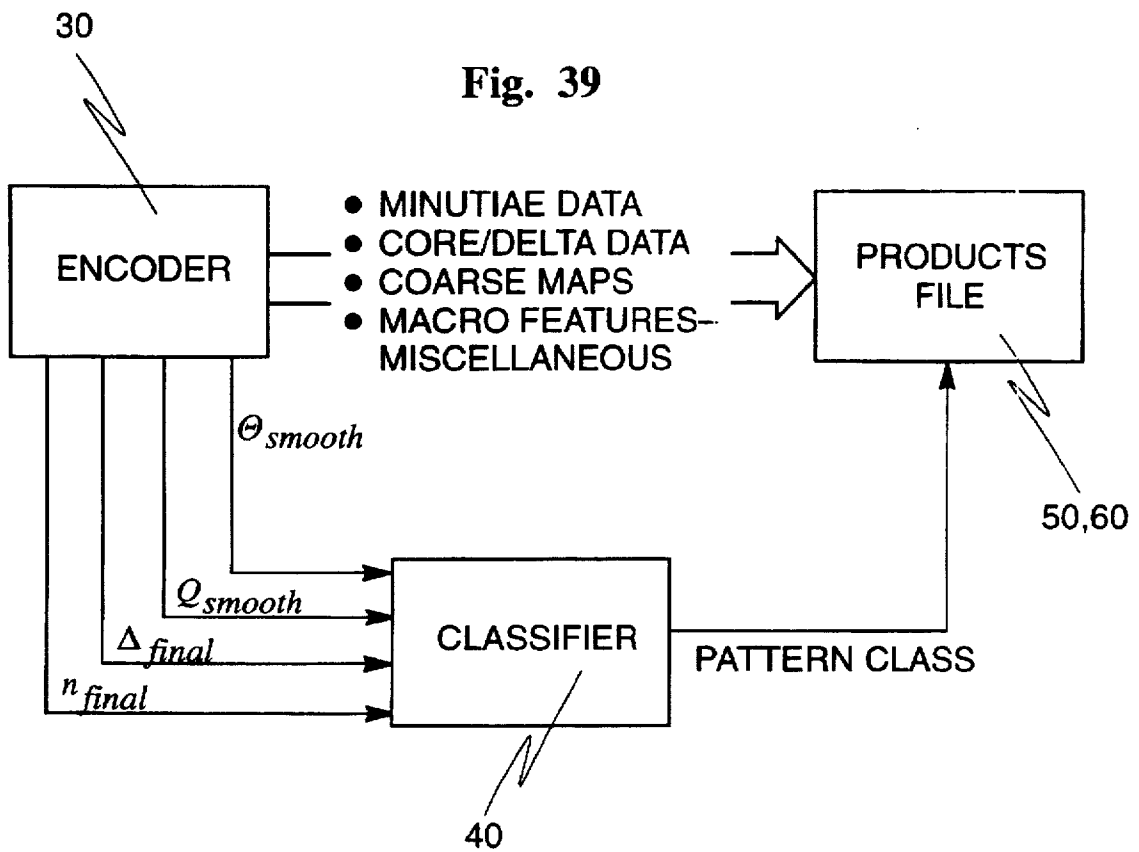 30
Fig. 39
ENCODER
● MINUTIAE DATA
● CORE/DELTA DATA
● COARSE MAPS
● MACRO FEATURES–
MISCELLANEOUS
PRODUCTS
FILE
Θsmooth
50,60
Qsmooth
Δfinal
nfinal
CLASSIFIER
PATTERN CLASS
40